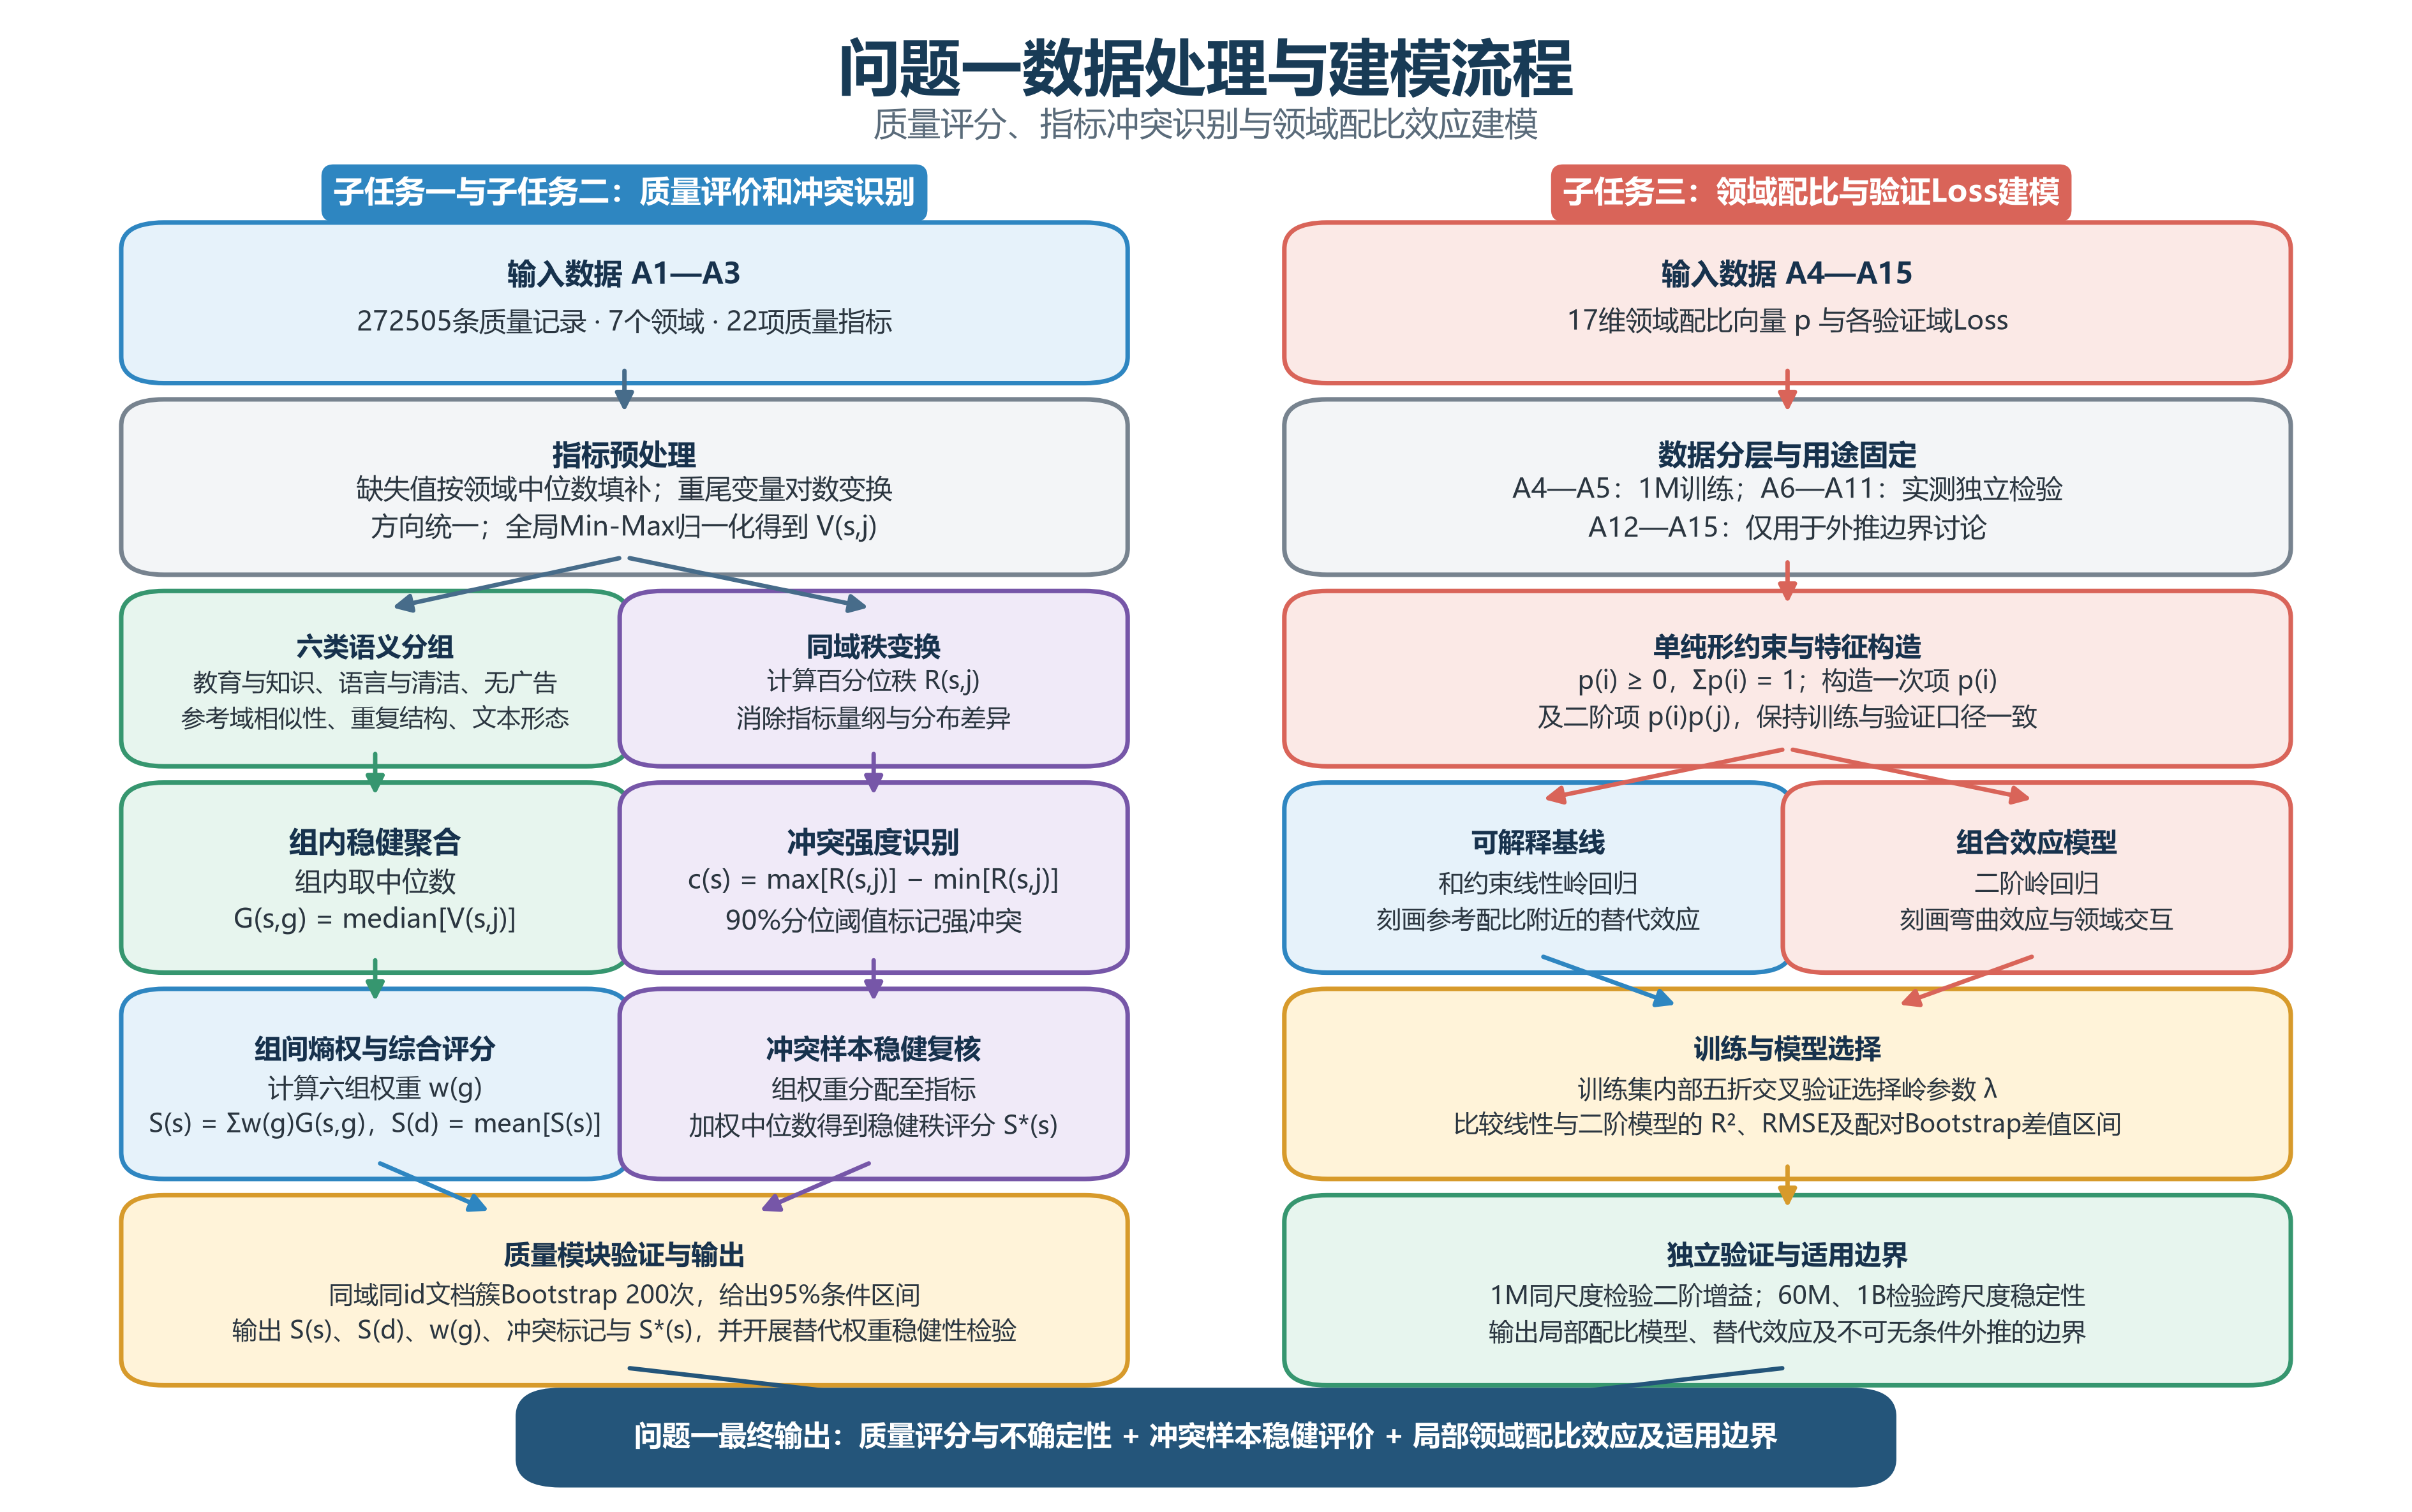 问题一数据处理与建模流程
质量评分、指标冲突识别与领域配比效应建模
子任务一与子任务二：质量评价和冲突识别
输入数据 A1—A3
272505条质量记录 · 7个领域 · 22项质量指标
指标预处理
缺失值按领域中位数填补；重尾变量对数变换
方向统一；全局Min-Max归一化得到 V(s,j)
六类语义分组
教育与知识、语言与清洁、无广告
参考域相似性、重复结构、文本形态
同域秩变换
计算百分位秩 R(s,j)
消除指标量纲与分布差异
组内稳健聚合
组内取中位数
G(s,g) = median[V(s,j)]
冲突强度识别
c(s) = max[R(s,j)] − min[R(s,j)]
90%分位阈值标记强冲突
组间熵权与综合评分
计算六组权重 w(g)
S(s) = Σw(g)G(s,g)，S(d) = mean[S(s)]
冲突样本稳健复核
组权重分配至指标
加权中位数得到稳健秩评分 S*(s)
质量模块验证与输出
同域同id文档簇Bootstrap 200次，给出95%条件区间
输出 S(s)、S(d)、w(g)、冲突标记与 S*(s)，并开展替代权重稳健性检验
子任务三：领域配比与验证Loss建模
输入数据 A4—A15
17维领域配比向量 p 与各验证域Loss
数据分层与用途固定
A4—A5：1M训练；A6—A11：实测独立检验
A12—A15：仅用于外推边界讨论
单纯形约束与特征构造
p(i) ≥ 0，Σp(i) = 1；构造一次项 p(i)
及二阶项 p(i)p(j)，保持训练与验证口径一致
可解释基线
和约束线性岭回归
刻画参考配比附近的替代效应
组合效应模型
二阶岭回归
刻画弯曲效应与领域交互
训练与模型选择
训练集内部五折交叉验证选择岭参数 λ
比较线性与二阶模型的 R²、RMSE及配对Bootstrap差值区间
独立验证与适用边界
1M同尺度检验二阶增益；60M、1B检验跨尺度稳定性
输出局部配比模型、替代效应及不可无条件外推的边界
问题一最终输出：质量评分与不确定性 + 冲突样本稳健评价 + 局部领域配比效应及适用边界